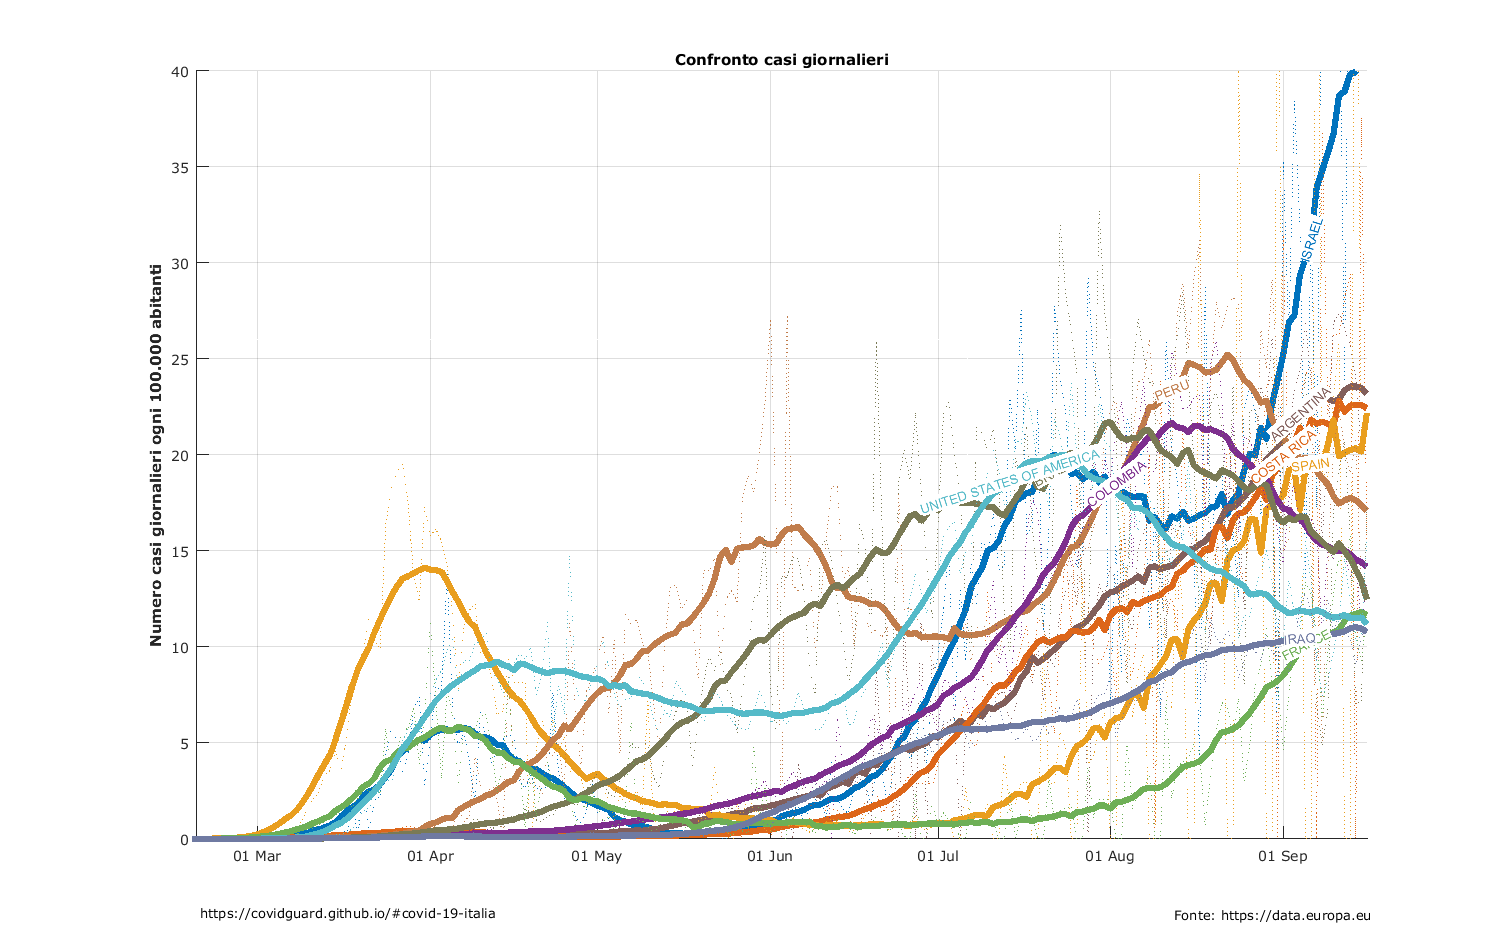 Confronto casi giornalieri
Numero casi giornalieri ogni 100.000 abitanti
40
35
30
25
20
15
10
5
0
01 Mar
01 Apr
01 May
01 Jun
01 Jul
01 Aug
01 Sep
ISRAEL
PERU
ARGENTINA
COSTA RICA
SPAIN
UNITED STATES OF AMERICA
COLOMBIA
IRAQ
https://covidguard.github.io/#covid-19-italia
Fonte: https://data.europa.eu